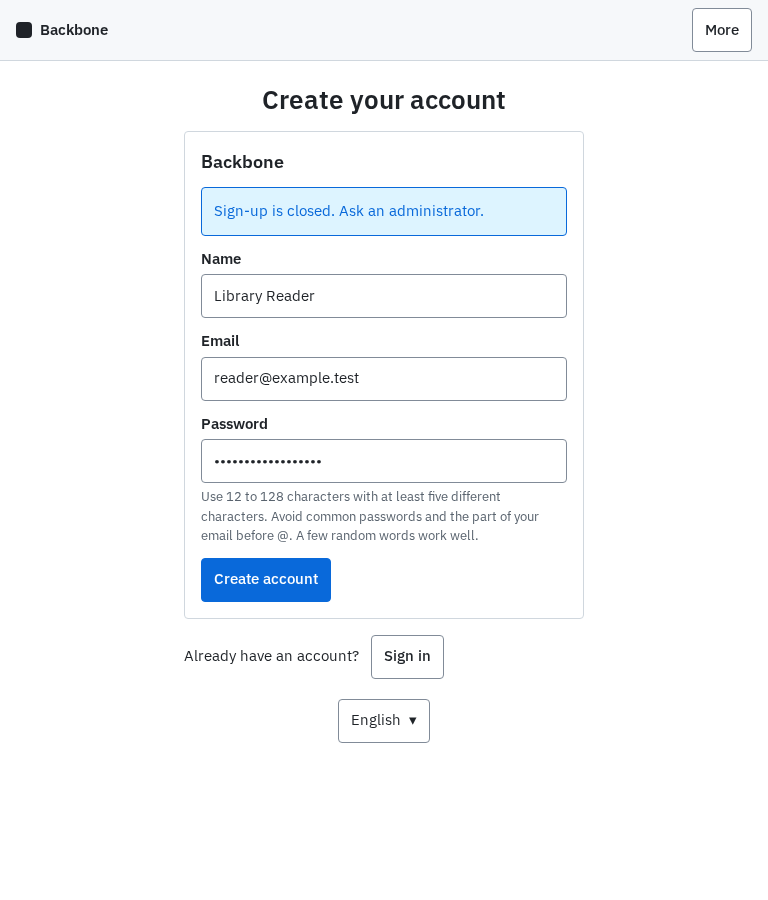 Backbone
More
Create your account
Backbone
Sign-up is closed. Ask an administrator.
Name
Library Reader
Email
reader@example.test
Password
••••••••••••••••••
Use 12 to 128 characters with at least five different
characters. Avoid common passwords and the part of your
email before @. A few random words work well.
Create account
Already have an account? Sign in
English ▾